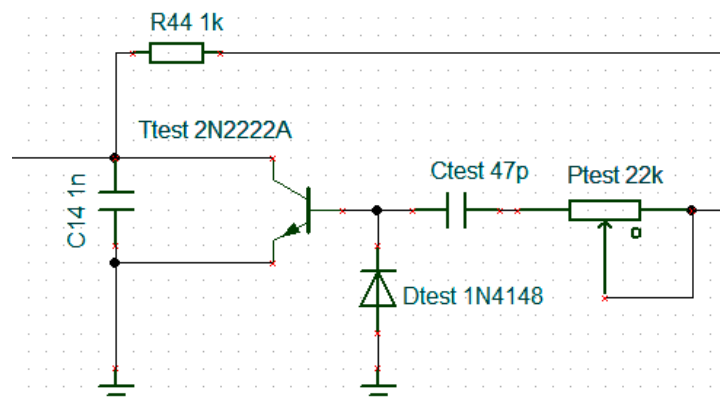 R44 1k
Ttest 2N2222A
Ctest 47p
Ptest 22k
C14 1n
Dtest 1N4148